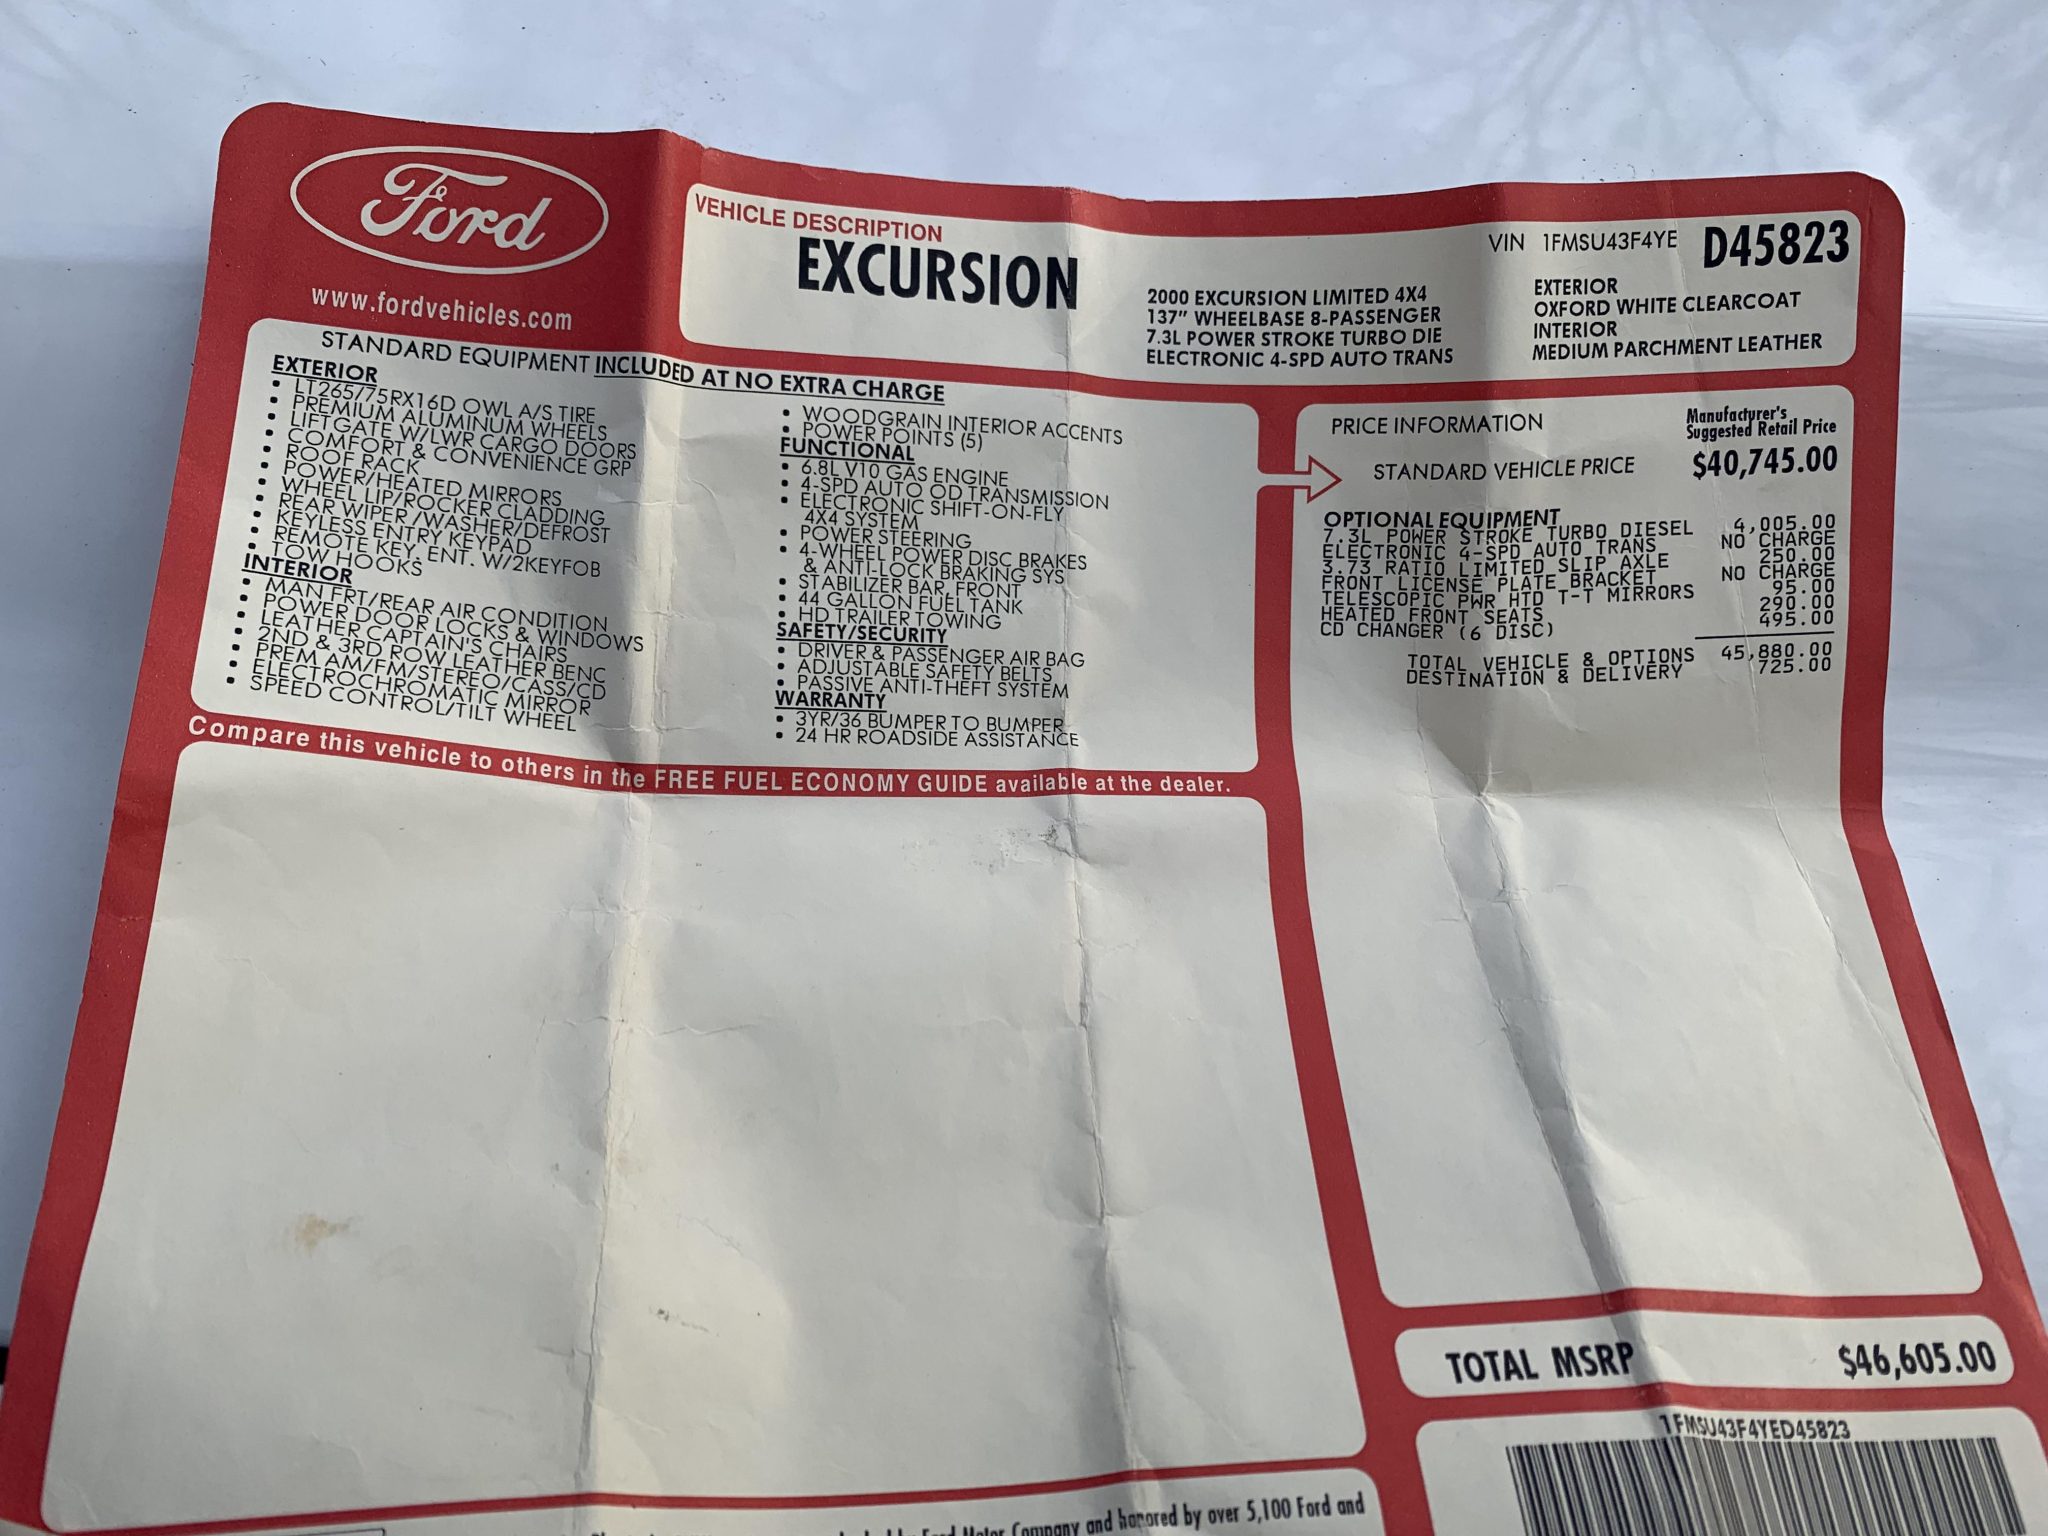 Ford
www.fordvehicles.com
VEHICLE DESCRIPTION
EXCURSION
2000 EXCURSION LIMITED 4X4
137" WHEELBASE 8-PASSENGER
7.3L POWER STROKE TURBO DIE
ELECTRONIC 4-SPD AUTO TRANS
VIN 1FMSU43F4YE D45823
EXTERIOR
OXFORD WHITE CLEARCOAT
INTERIOR
MEDIUM PARCHMENT LEATHER
STANDARD EQUIPMENT INCLUDED AT NO EXTRA CHARGE
EXTERIOR
• LT265/75RX16D OWL A/S TIRE
• PREMIUM ALUMINUM WHEELS
• LIFTGATE W/LWR CARGO DOORS
• COMFORT & CONVENIENCE GRP
• ROOF RACK
• POWER/HEATED MIRRORS
• WHEEL LIP/ROCKER CLADDING
• REAR WIPER/WASHER/DEFROST
• KEYLESS ENTRY KEYPAD
• REMOTE KEY. ENT. W/2KEYFOB
• TOW HOOKS
INTERIOR
• MAN FRT/REAR AIR CONDITION
• POWER DOOR LOCKS & WINDOWS
• LEATHER CAPTAIN'S CHAIRS
• 2ND & 3RD ROW LEATHER BENC
• PREM AM/FM/STEREO/CASS/CD
• ELECTROCHROMATIC MIRROR
• SPEED CONTROL/TILT WHEEL
• WOODGRAIN INTERIOR ACCENTS
• POWER POINTS (5)
FUNCTIONAL
• 6.8L V10 GAS ENGINE
• 4-SPD AUTO OD TRANSMISSION
• ELECTRONIC SHIFT-ON-FLY
4X4 SYSTEM
• POWER STEERING
• 4-WHEEL POWER DISC BRAKES
& ANTI-LOCK BRAKING SYS
• STABILIZER BAR, FRONT
• 44 GALLON FUEL TANK
• HD TRAILER TOWING
SAFETY/SECURITY
• DRIVER & PASSENGER AIR BAG
• ADJUSTABLE SAFETY BELTS
• PASSIVE ANTI-THEFT SYSTEM
WARRANTY
• 3YR/36 BUMPER TO BUMPER
• 24 HR ROADSIDE ASSISTANCE
PRICE INFORMATION
Manufacturer's
Suggested Retail Price
STANDARD VEHICLE PRICE $40,745.00
OPTIONAL EQUIPMENT
7.3L POWER STROKE TURBO DIESEL 4,005.00
ELECTRONIC 4-SPD AUTO TRANS NO CHARGE
3.73 RATIO LIMITED SLIP AXLE 250.00
FRONT LICENSE PLATE BRACKET NO CHARGE
TELESCOPIC PWR HTD T-T MIRRORS 95.00
HEATED FRONT SEATS 290.00
CD CHANGER (6 DISC) 495.00
TOTAL VEHICLE & OPTIONS 45,880.00
DESTINATION & DELIVERY 725.00
Compare this vehicle to others in the FREE FUEL ECONOMY GUIDE available at the dealer.
TOTAL MSRP $46,605.00
1FMSU43F4YED45823
Ford Motor Company and honored by over 5,100 Ford and